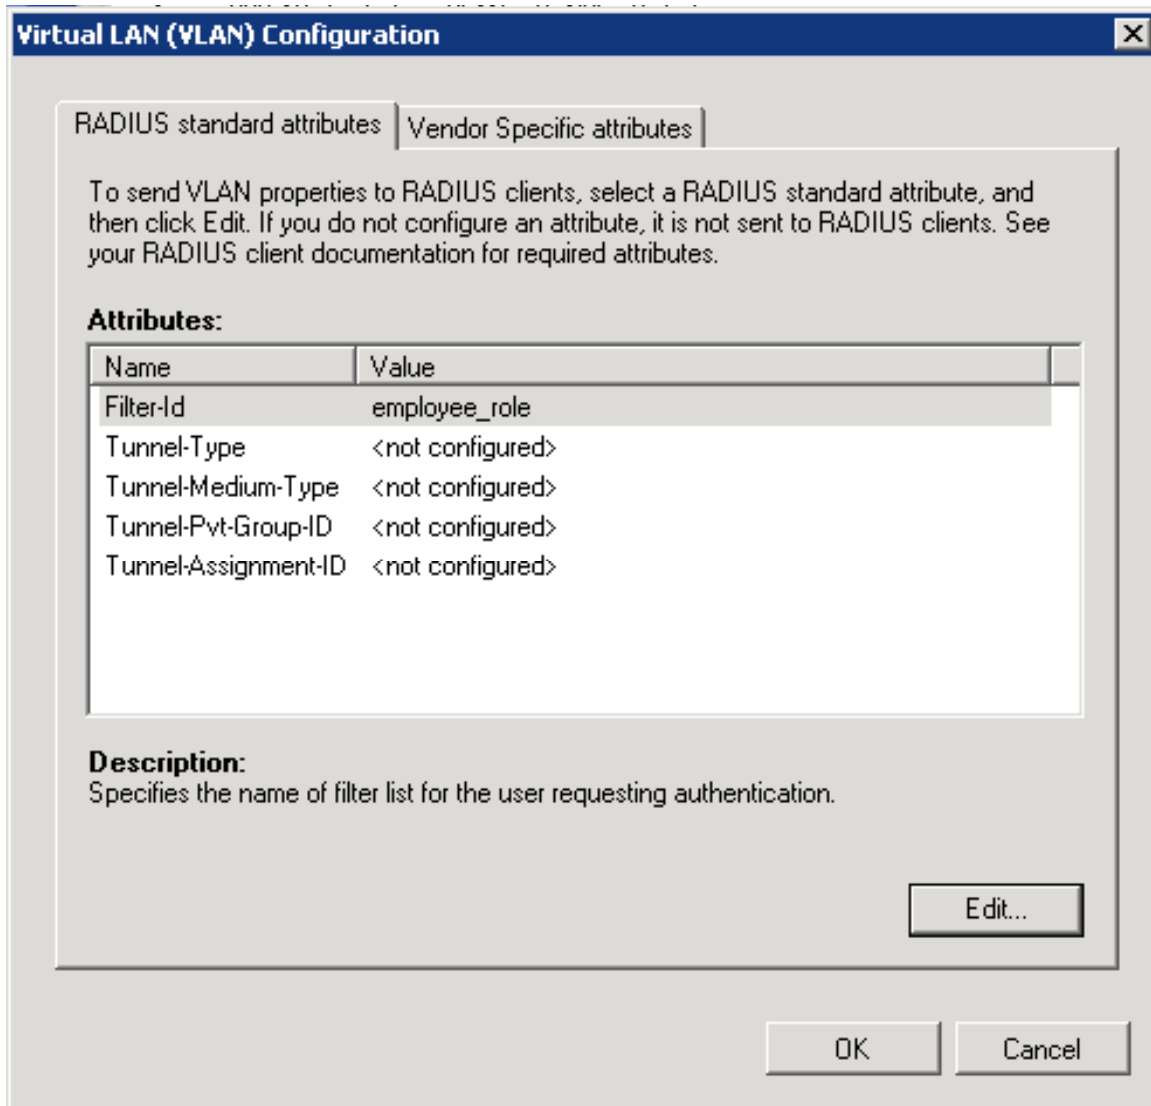 Virtual LAN (VLAN) Configuration
RADIUS standard attributes
Vendor Specific attributes
To send VLAN properties to RADIUS clients, select a RADIUS standard attribute, and
then click Edit. If you do not configure an attribute, it is not sent to RADIUS clients. See
your RADIUS client documentation for required attributes.
Attributes:
Name Value
Filter-Id employee_role
Tunnel-Type <not configured>
Tunnel-Medium-Type <not configured>
Tunnel-Pvt-Group-ID <not configured>
Tunnel-Assignment-ID <not configured>
Description:
Specifies the name of filter list for the user requesting authentication.
Edit...
OK Cancel